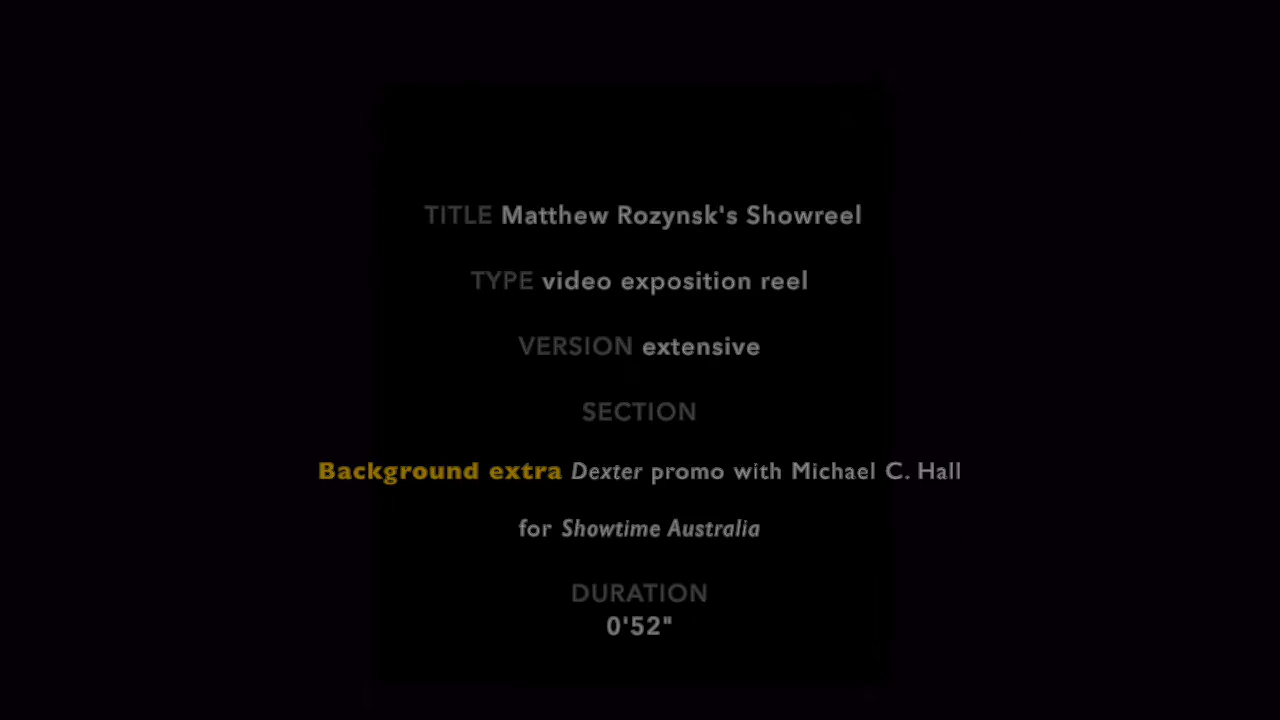 TITLE Matthew Rozynsk's Showreel
TYPE video exposition reel
VERSION extensive
SECTION
Background extra Dexter promo with Michael C. Hall
for Showtime Australia
DURATION
0'52"